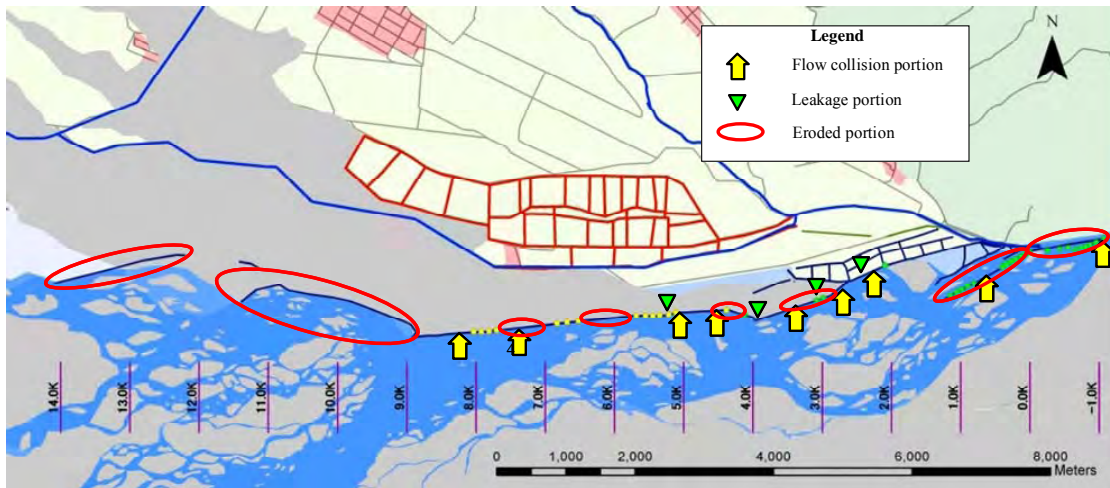 N
Legend
Flow collision portion
Leakage portion
Eroded portion
14.0K
13.0K
12.0K
11.0K
10.0K
9.0K
8.0K
7.0K
6.0K
5.0K
4.0K
3.0K
2.0K
1.0K
0.0K
-1.0K
0 1,000 2,000 4,000 6,000 8,000
Meters